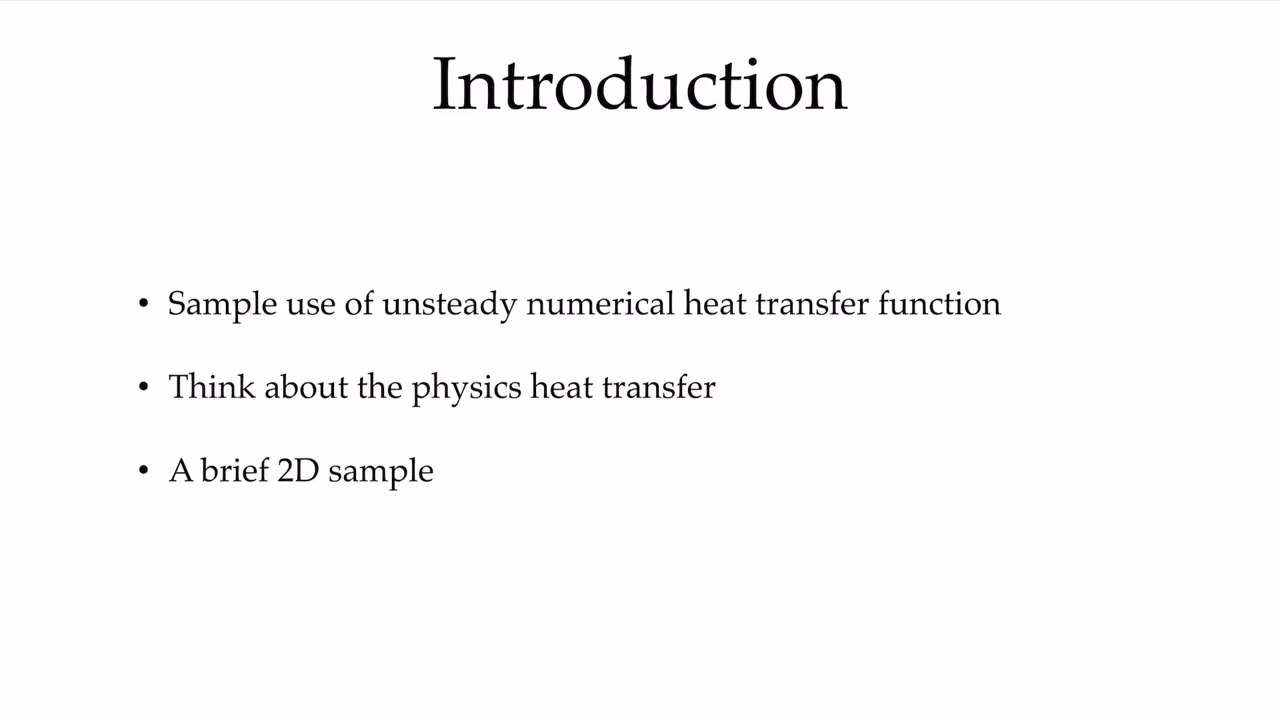 Introduction
• Sample use of unsteady numerical heat transfer function
• Think about the physics heat transfer
• A brief 2D sample